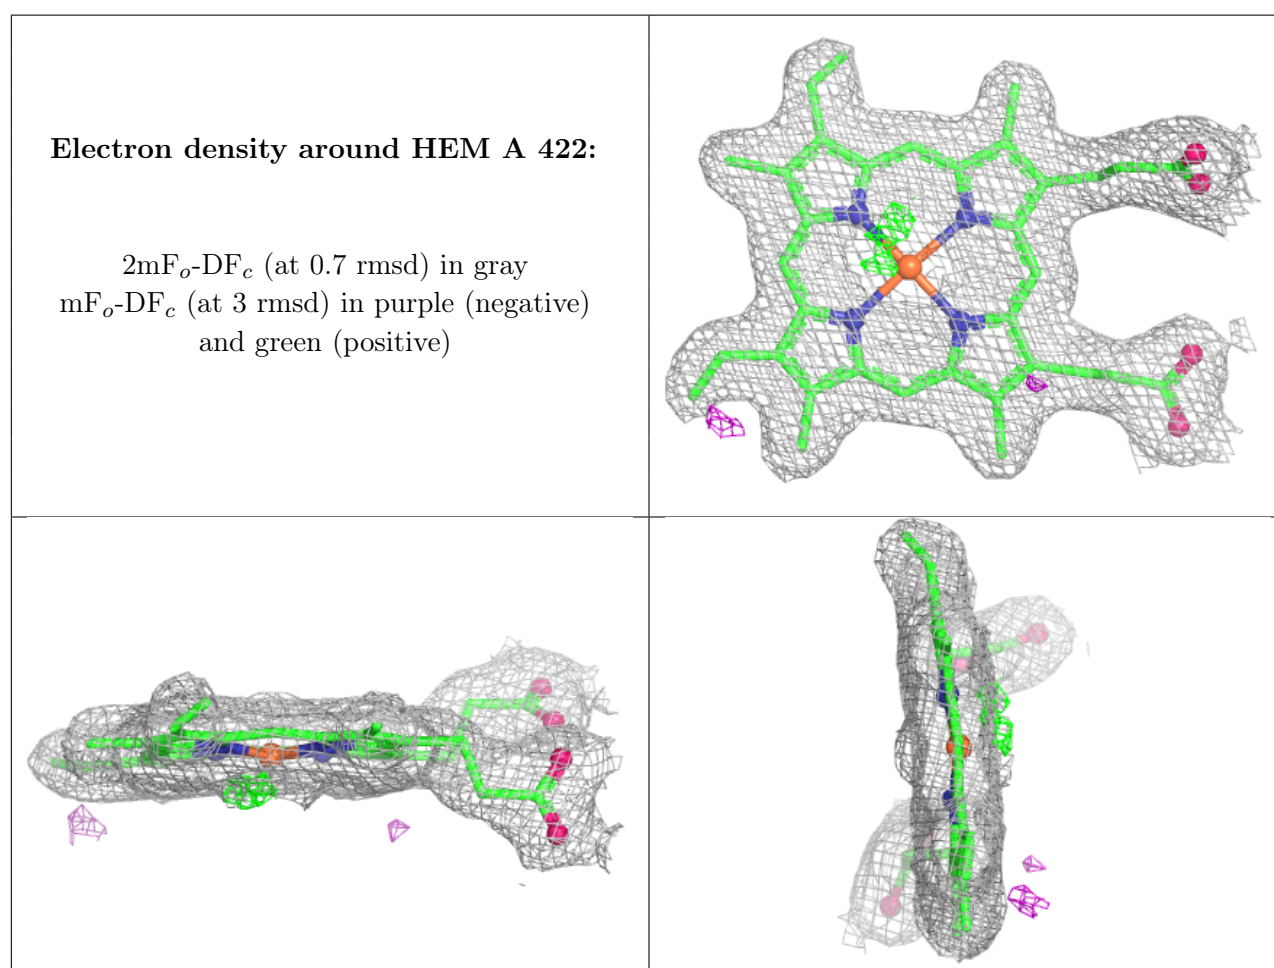 Electron density around HEM A 422:
2mFₒ-DF𝒸 (at 0.7 rmsd) in gray
mFₒ-DF𝒸 (at 3 rmsd) in purple (negative)
and green (positive)